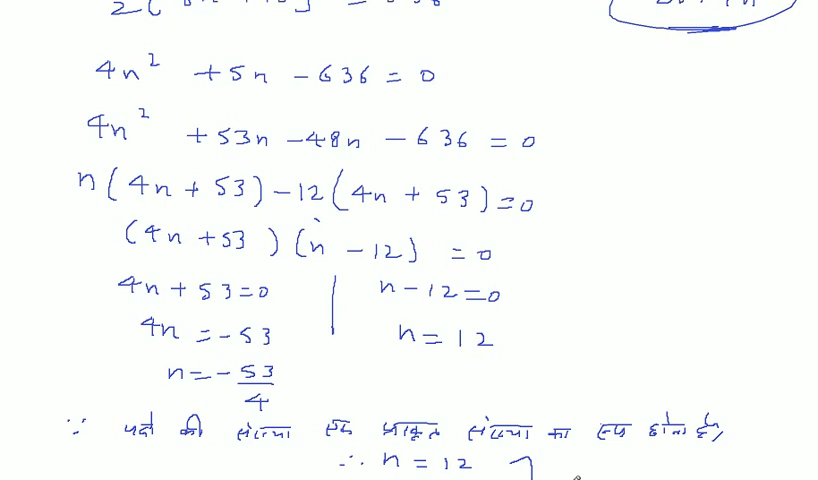 4n² + 5n - 636 = 0
4n² + 53n - 48n - 636 = 0
n(4n + 53) - 12(4n + 53) = 0
(4n + 53)(n - 12) = 0
4n + 53 = 0 | n - 12 = 0
4n = -53 n = 12
n = -53/4
∵ पदों की संख्या एक प्राकृत संख्या का रूप होता है,
∴ n = 12